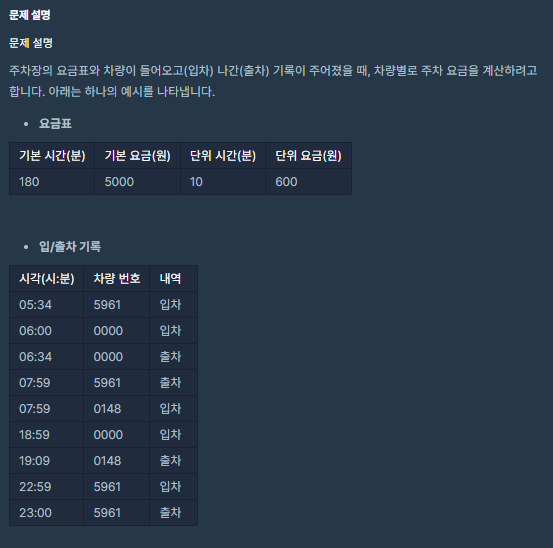 문제 설명
문제 설명
주차장의 요금표와 차량이 들어오고(입차) 나간(출차) 기록이 주어졌을 때, 차량별로 주차 요금을 계산하려고
합니다. 아래는 하나의 예시를 나타냅니다.
요금표
기본 시간(분) 기본 요금(원) 단위 시간(분) 단위 요금(원)
180 5000 10 600
입/출차 기록
시각(시:분) 차량 번호 내역
05:34 5961 입차
06:00 0000 입차
06:34 0000 출차
07:59 5961 출차
07:59 0148 입차
18:59 0000 입차
19:09 0148 출차
22:59 5961 입차
23:00 5961 출차